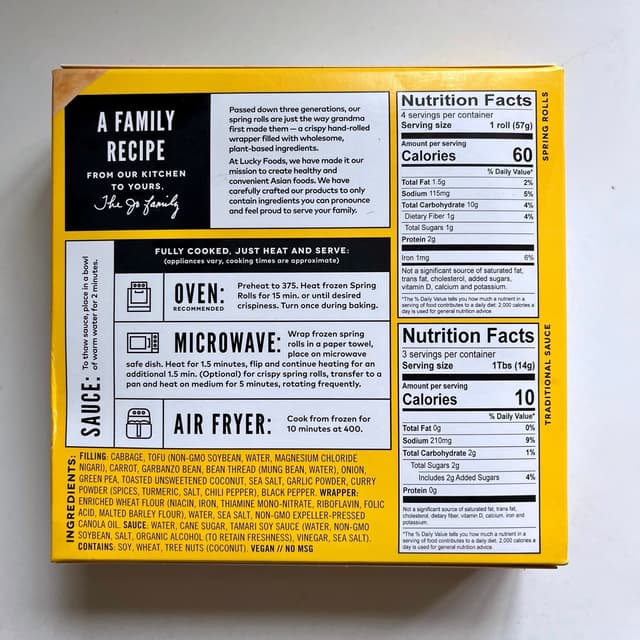 A FAMILY
RECIPE
FROM OUR KITCHEN
TO YOURS,
The Jo family
Passed down three generations, our
spring rolls are just the way grandma
first made them — a crispy hand-rolled
wrapper filled with wholesome,
plant-based ingredients.
At Lucky Foods, we have made it our
mission to create healthy and
convenient Asian foods. We have
carefully crafted our products to only
contain ingredients you can pronounce
and feel proud to serve your family.
SAUCE: To thaw sauce, place in a bowl
of warm water for 2 minutes.
FULLY COOKED, JUST HEAT AND SERVE:
(appliances vary, cooking times are approximate)
OVEN:
RECOMMENDED
Preheat to 375. Heat frozen Spring
Rolls for 15 min. or until desired
crispiness. Turn once during baking.
MICROWAVE: Wrap frozen spring
rolls in a paper towel,
place on microwave
safe dish. Heat for 1.5 minutes, flip and continue heating for an
additional 1.5 min. (Optional) for crispy spring rolls, transfer to a
pan and heat on medium for 5 minutes, rotating frequently.
AIR FRYER:
Cook from frozen for
10 minutes at 400.
INGREDIENTS:
FILLING: CABBAGE, TOFU (NON-GMO SOYBEAN, WATER, MAGNESIUM CHLORIDE
NIGARI), CARROT, GARBANZO BEAN, BEAN THREAD (MUNG BEAN, WATER), ONION,
GREEN PEA, TOASTED UNSWEETENED COCONUT, SEA SALT, GARLIC POWDER, CURRY
POWDER (SPICES, TURMERIC, SALT, CHILI PEPPER), BLACK PEPPER. WRAPPER:
ENRICHED WHEAT FLOUR (NIACIN, IRON, THIAMINE MONO-NITRATE, RIBOFLAVIN, FOLIC
ACID, MALTED BARLEY FLOUR), WATER, SEA SALT, NON-GMO EXPELLER-PRESSED
CANOLA OIL. SAUCE: WATER, CANE SUGAR, TAMARI SOY SAUCE (WATER, NON-GMO
SOYBEAN, SALT, ORGANIC ALCOHOL (TO RETAIN FRESHNESS), VINEGAR, SEA SALT).
CONTAINS: SOY, WHEAT, TREE NUTS (COCONUT). VEGAN // NO MSG
SPRING ROLLS
Nutrition Facts
4 servings per container
Serving size 1 roll (57g)
Amount per serving
Calories 60
% Daily Value*
Total Fat 1.5g 2%
Sodium 115mg 5%
Total Carbohydrate 10g 4%
Dietary Fiber 1g 4%
Total Sugars 1g
Protein 2g
Iron 1mg 6%
Not a significant source of saturated fat,
trans fat, cholesterol, added sugars,
vitamin D, calcium and potassium.
*The % Daily Value tells you how much a nutrient in a
serving of food contributes to a daily diet. 2,000 calories a
day is used for general nutrition advice.
TRADITIONAL SAUCE
Nutrition Facts
3 servings per container
Serving size 1Tbs (14g)
Amount per serving
Calories 10
% Daily Value*
Total Fat 0g 0%
Sodium 210mg 9%
Total Carbohydrate 2g 1%
Total Sugars 2g
Includes 2g Added Sugars 4%
Protein 0g
Not a significant source of saturated fat, trans fat,
cholesterol, dietary fiber, vitamin D, calcium, iron and
potassium.
*The % Daily Value tells you how much a nutrient in a
serving of food contributes to a daily diet. 2,000 calories a
day is used for general nutrition advice.